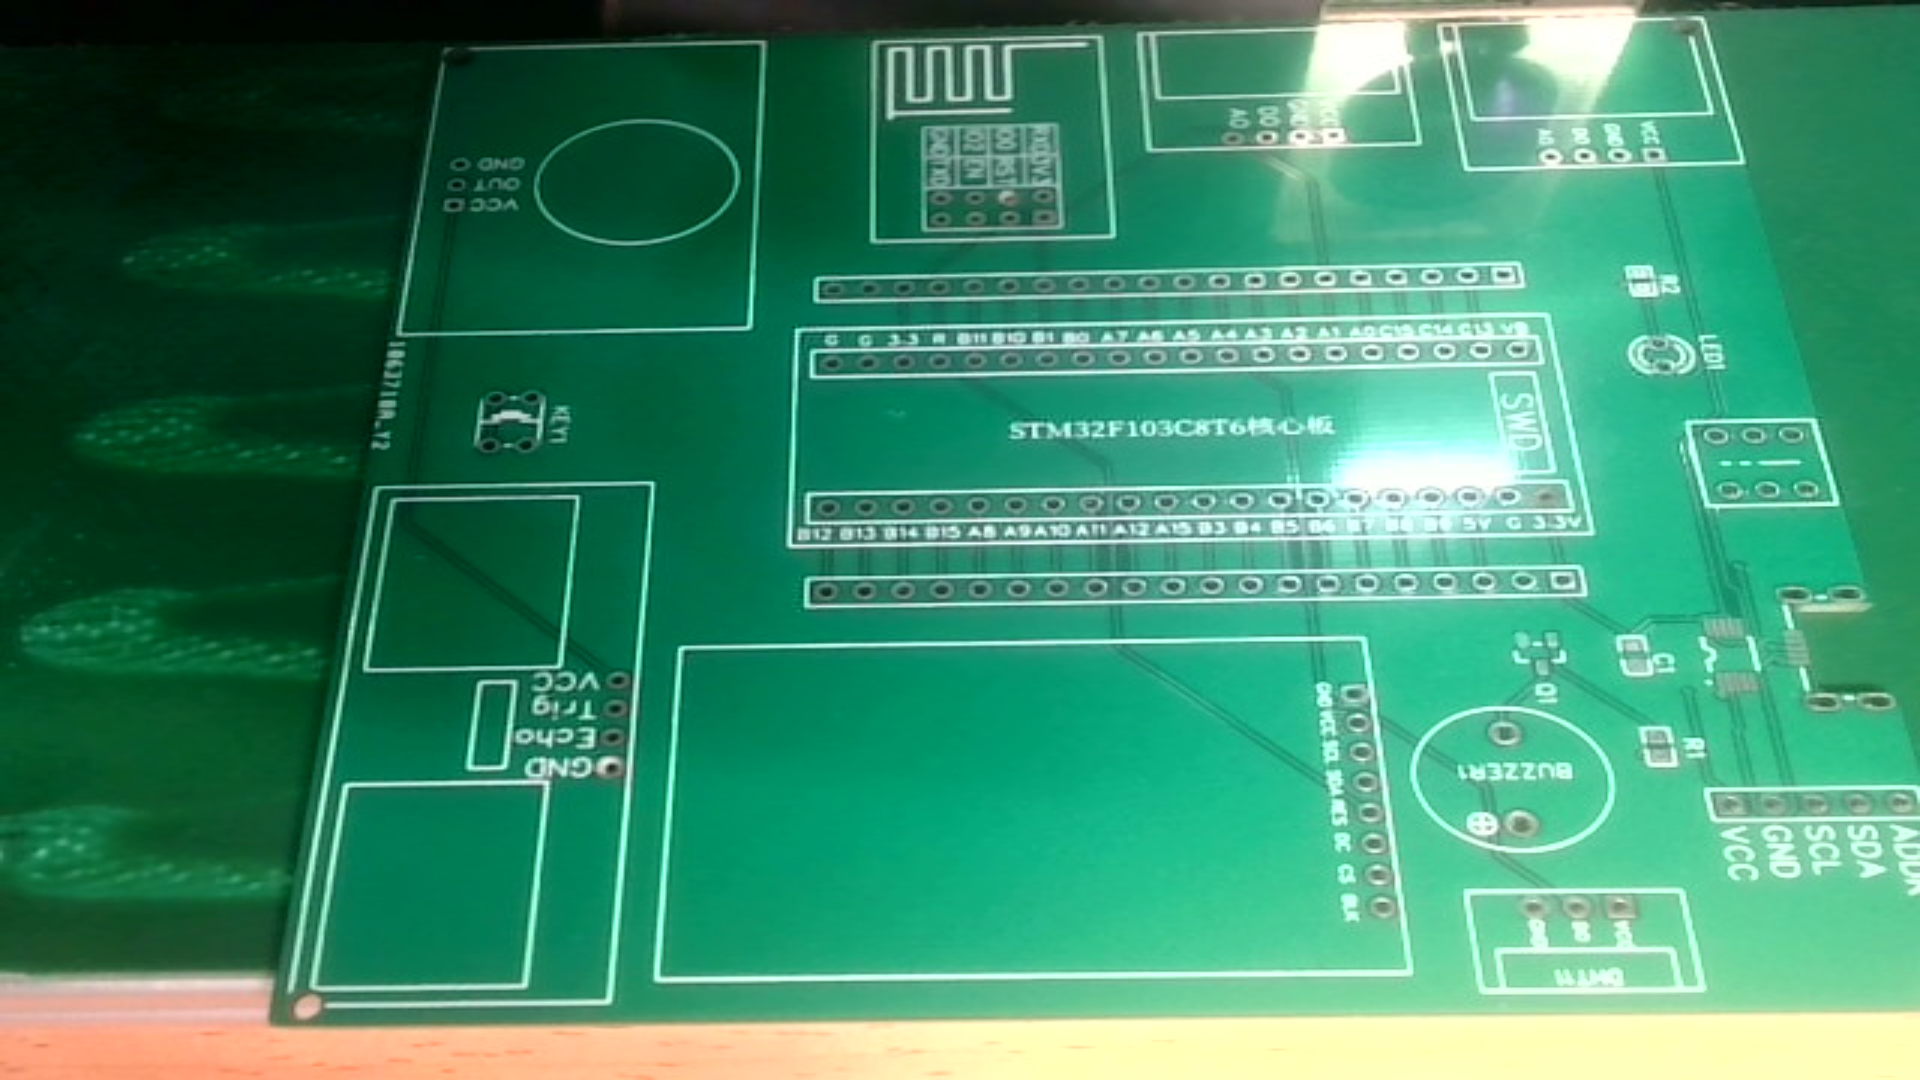 GND
OUT
VCC
GND IO2 IO0 RXD
TXD EN RST 3V3
AO DO GND VCC
AO DO GND VCC
R2
LED1
G G 3.3 R B11 B10 B1 B0 A7 A6 A5 A4 A3 A2 A1 A0 C15 C14 C13 VB
KEY1
STM32F103C8T6核心板
SWD
B12 B13 B14 B15 A8 A9 A10 A11 A12 A15 B3 B4 B5 B6 B7 B8 B9 5V G 3.3V
VCC
Trig
Echo
GND
GND VCC SCL SDA RES DC CS BLK
Q1
C1
R1
BUZZER1
VCC GND SCL SDA ADDR
GND DO VCC
DHT11